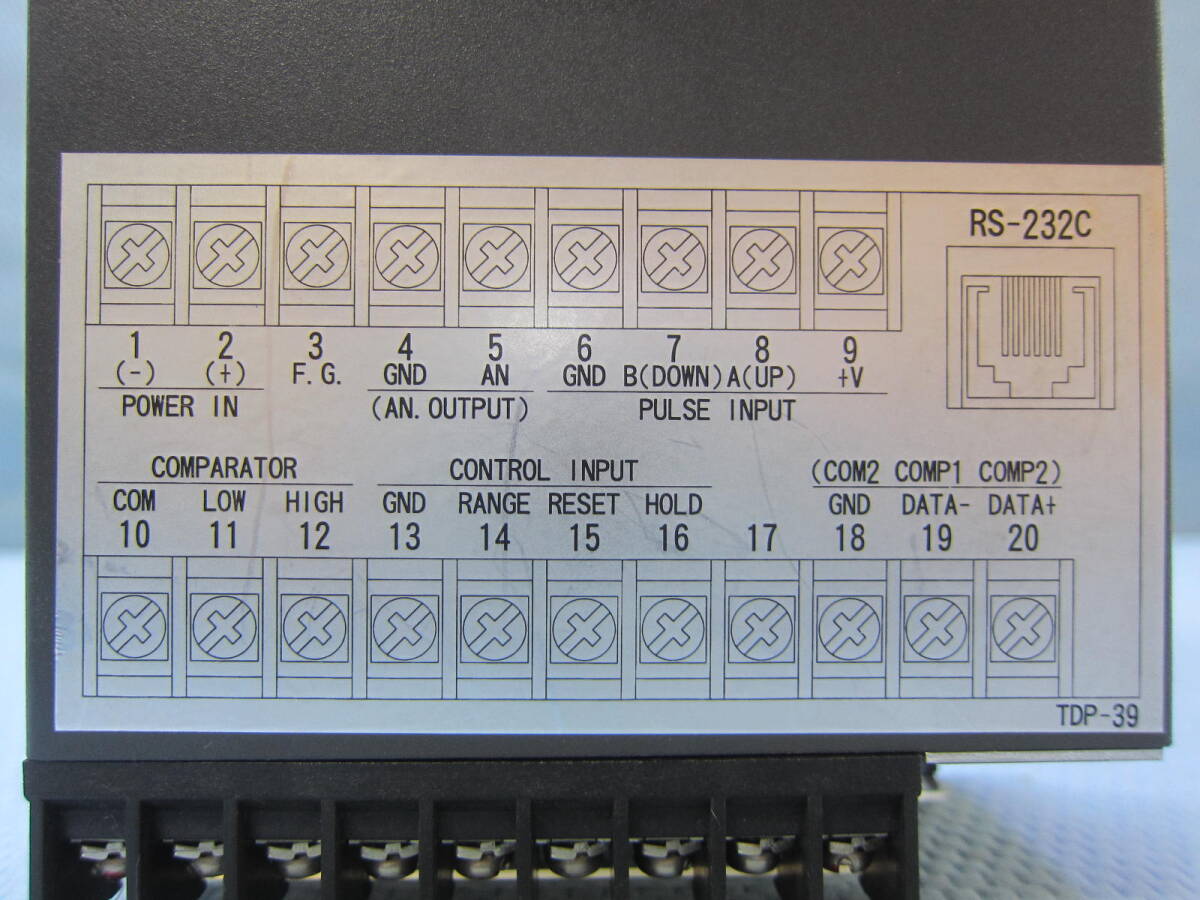 RS-232C
1 2 3 4 5 6 7 8 9
(-) (+) F.G. GND AN GND B(DOWN) A(UP) +V
POWER IN (AN.OUTPUT) PULSE INPUT
COMPARATOR CONTROL INPUT (COM2 COMP1 COMP2)
COM LOW HIGH GND RANGE RESET HOLD GND DATA- DATA+
10 11 12 13 14 15 16 17 18 19 20
TDP-39